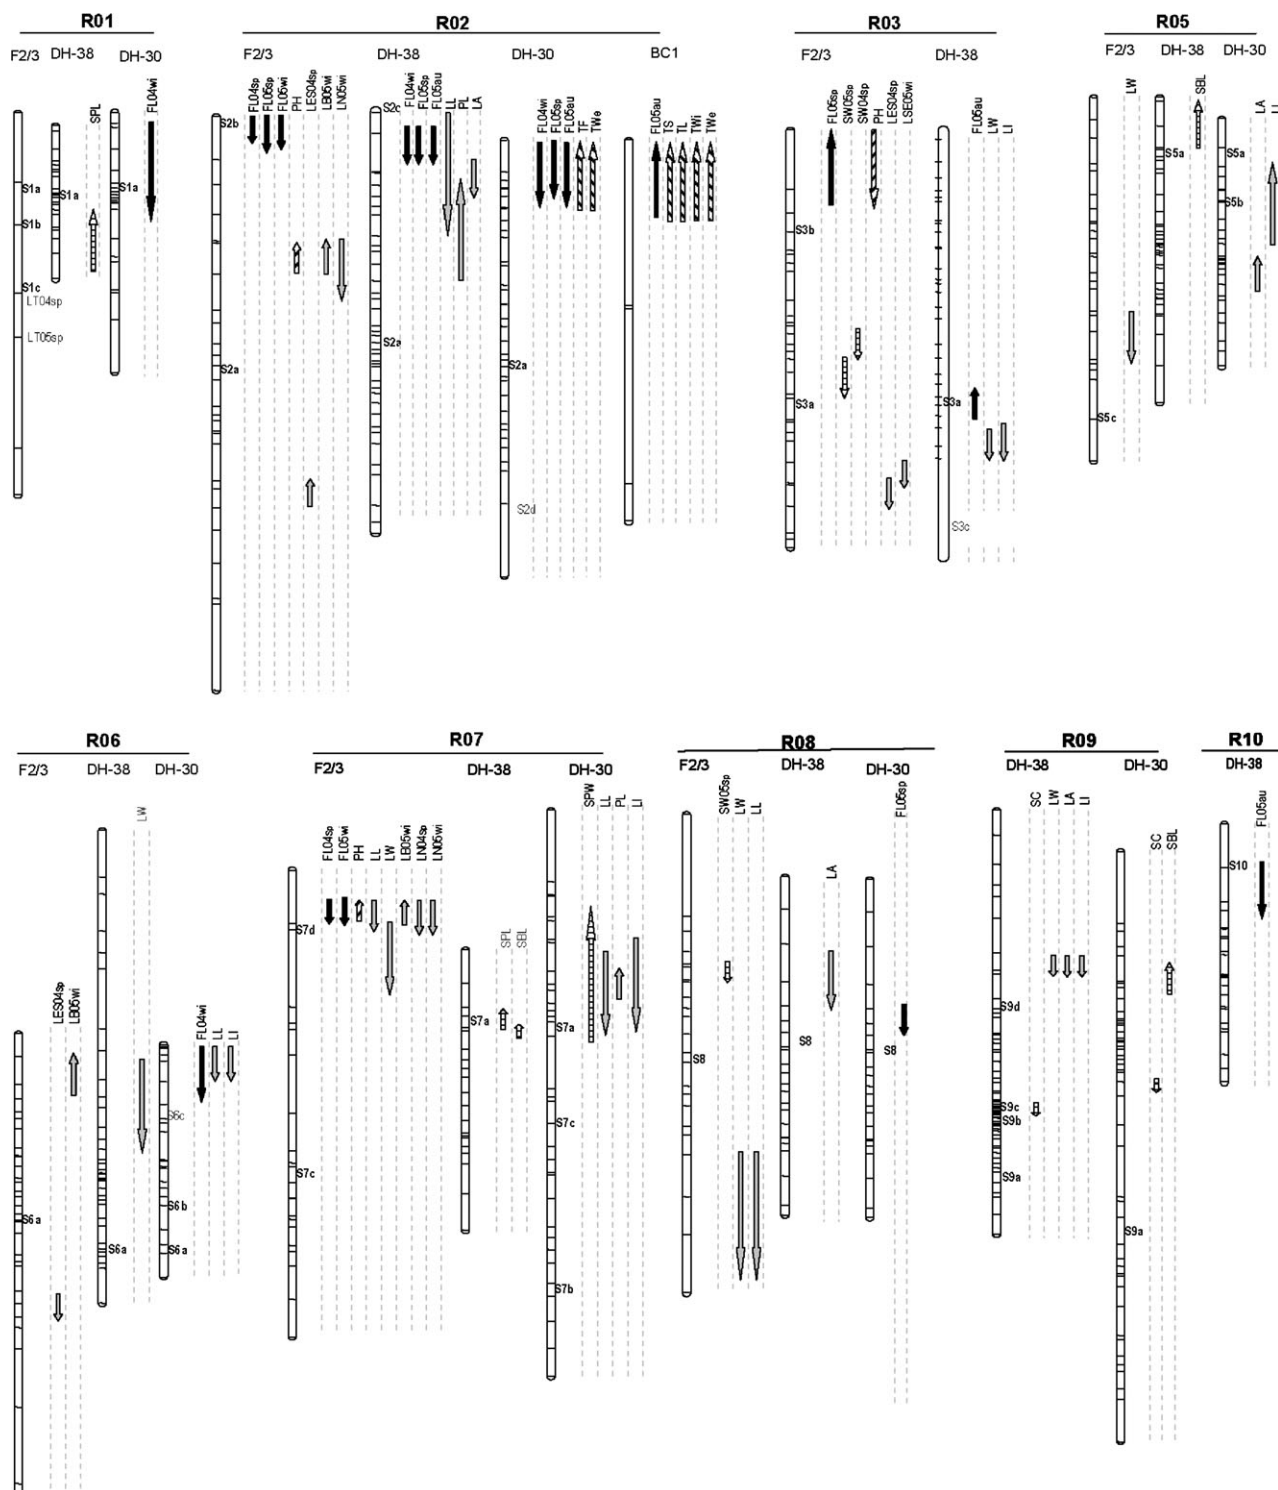 R01 R02 R03 R05
F2/3 DH-38 DH-30 F2/3 DH-38 DH-30 BC1 F2/3 DH-38 F2/3 DH-38 DH-30
SPL
FL04wi
S1a
S1b
S1c
LT04sp
LT05sp
S1a
S1a
FL04sp
FL05sp
FL05wi
PH
LES04sp
LB05wi
LN05wi
S2b
S2a
FL04wi
FL05sp
FL05au
LL
PL
LA
S2c
S2a
FL04wi
FL05sp
FL05au
TF
TWe
S2a
S2d
FL05au
TS
TL
TWi
TWe
FL05sp
SW05sp
SW04sp
PH
LES04sp
LSE05wi
S3b
S3a
FL05au
LW
LI
S3a
S3c
LW
S5c
SBL
S5a
LA
LI
S5a
S5b
R06 R07 R08 R09 R10
F2/3 DH-38 DH-30 F2/3 DH-38 DH-30 F2/3 DH-38 DH-30 DH-38 DH-30 DH-38
LES04sp
LB05wi
S6a
LW
S6a
FL04wi
LL
LI
S6c
S6b
S6a
FL04sp
FL05wi
PH
LL
LW
LB05wi
LN04sp
LN05wi
S7d
S7c
SPL
SBL
S7a
SPW
LL
PL
LI
S7a
S7c
S7b
SW05sp
LW
LL
S8
LA
S8
FL05sp
S8
SC
LW
LA
LI
S9d
S9c
S9b
S9a
SC
SBL
S9a
FL05au
S10